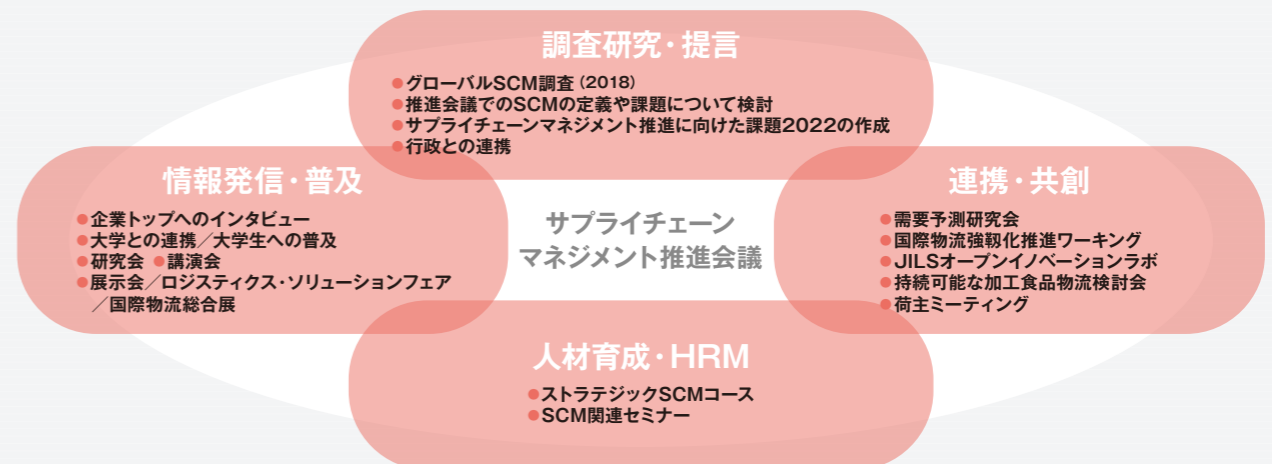 調査研究・提言
●グローバルSCM調査(2018)
●推進会議でのSCMの定義や課題について検討
●サプライチェーンマネジメント推進に向けた課題2022の作成
●行政との連携
情報発信・普及
●企業トップへのインタビュー
●大学との連携／大学生への普及
●研究会 ●講演会
●展示会／ロジスティクス・ソリューションフェア
／国際物流総合展
サプライチェーン
マネジメント推進会議
連携・共創
●需要予測研究会
●国際物流強靱化推進ワーキング
●JILSオープンイノベーションラボ
●持続可能な加工食品物流検討会
●荷主ミーティング
人材育成・HRM
●ストラテジックSCMコース
●SCM関連セミナー